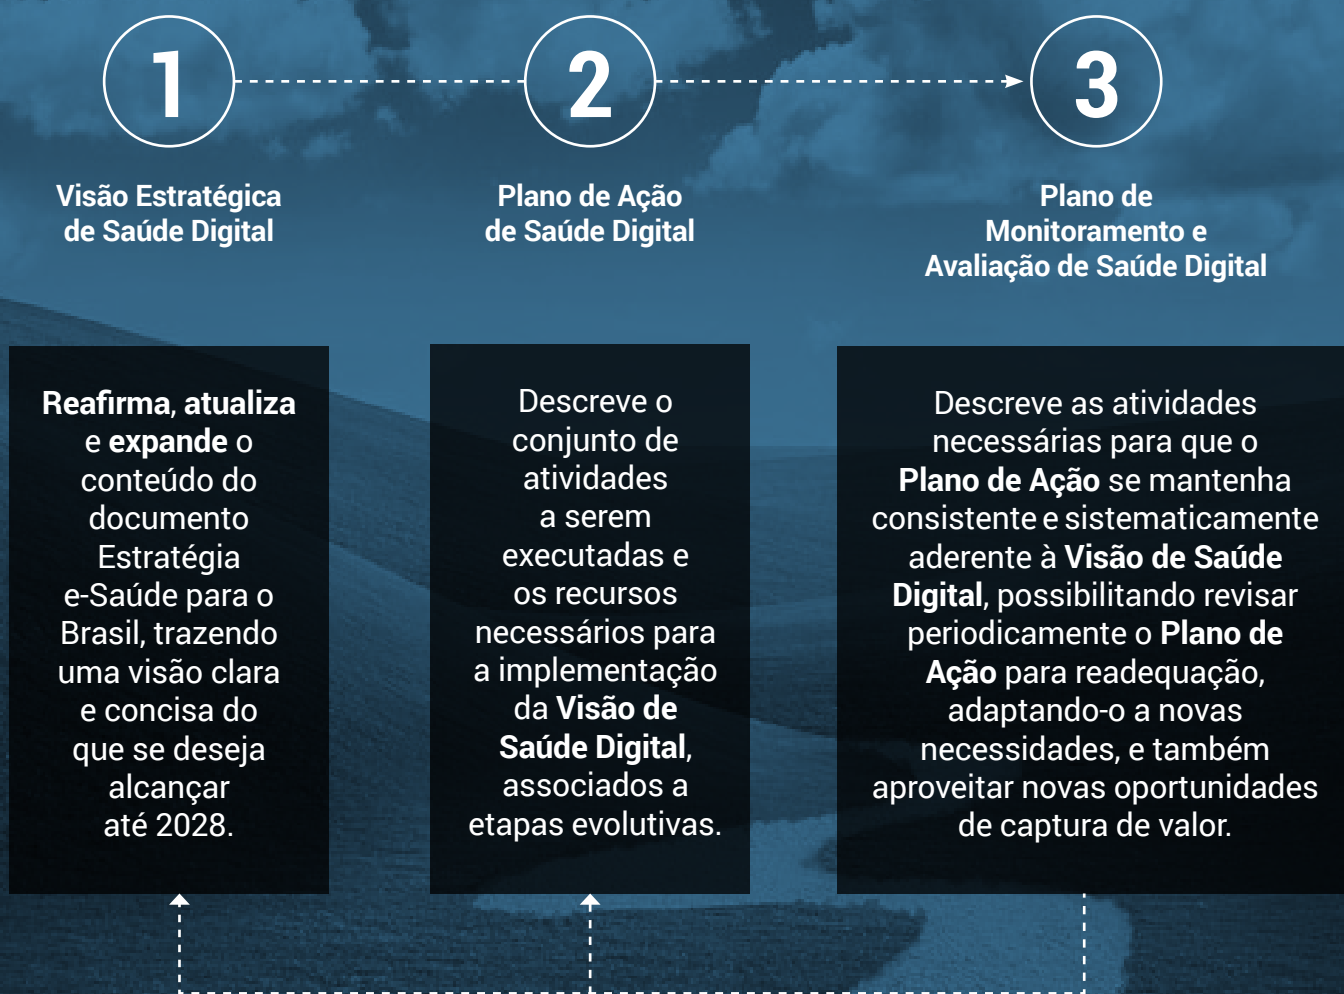 1
Visão Estratégica
de Saúde Digital
Reafirma, atualiza
e expande o
conteúdo do
documento
Estratégia
e-Saúde para o
Brasil, trazendo
uma visão clara
e concisa do
que se deseja
alcançar
até 2028.
2
Plano de Ação
de Saúde Digital
Descreve o
conjunto de
atividades
a serem
executadas e
os recursos
necessários para
a implementação
da Visão de
Saúde Digital,
associados a
etapas evolutivas.
3
Plano de
Monitoramento e
Avaliação de Saúde Digital
Descreve as atividades
necessárias para que o
Plano de Ação se mantenha
consistente e sistematicamente
aderente à Visão de Saúde
Digital, possibilitando revisar
periodicamente o Plano de
Ação para readequação,
adaptando-o a novas
necessidades, e também
aproveitar novas oportunidades
de captura de valor.